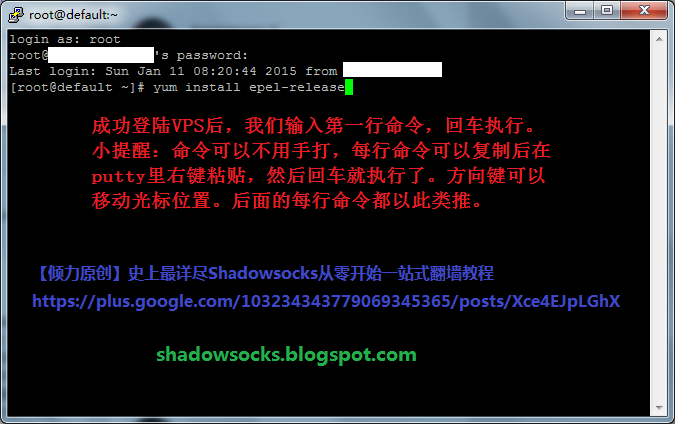 root@default:~
login as: root
root@ 's password:
Last login: Sun Jan 11 08:20:44 2015 from
[root@default ~]# yum install epel-release
成功登陆VPS后，我们输入第一行命令，回车执行。
小提醒：命令可以不用手打，每行命令可以复制后在
putty里右键粘贴，然后回车就执行了。方向键可以
移动光标位置。后面的每行命令都以此类推。
【倾力原创】史上最详尽Shadowsocks从零开始一站式翻墙教程
https://plus.google.com/103234343779069345365/posts/Xce4EJpLGhX
shadowsocks.blogspot.com